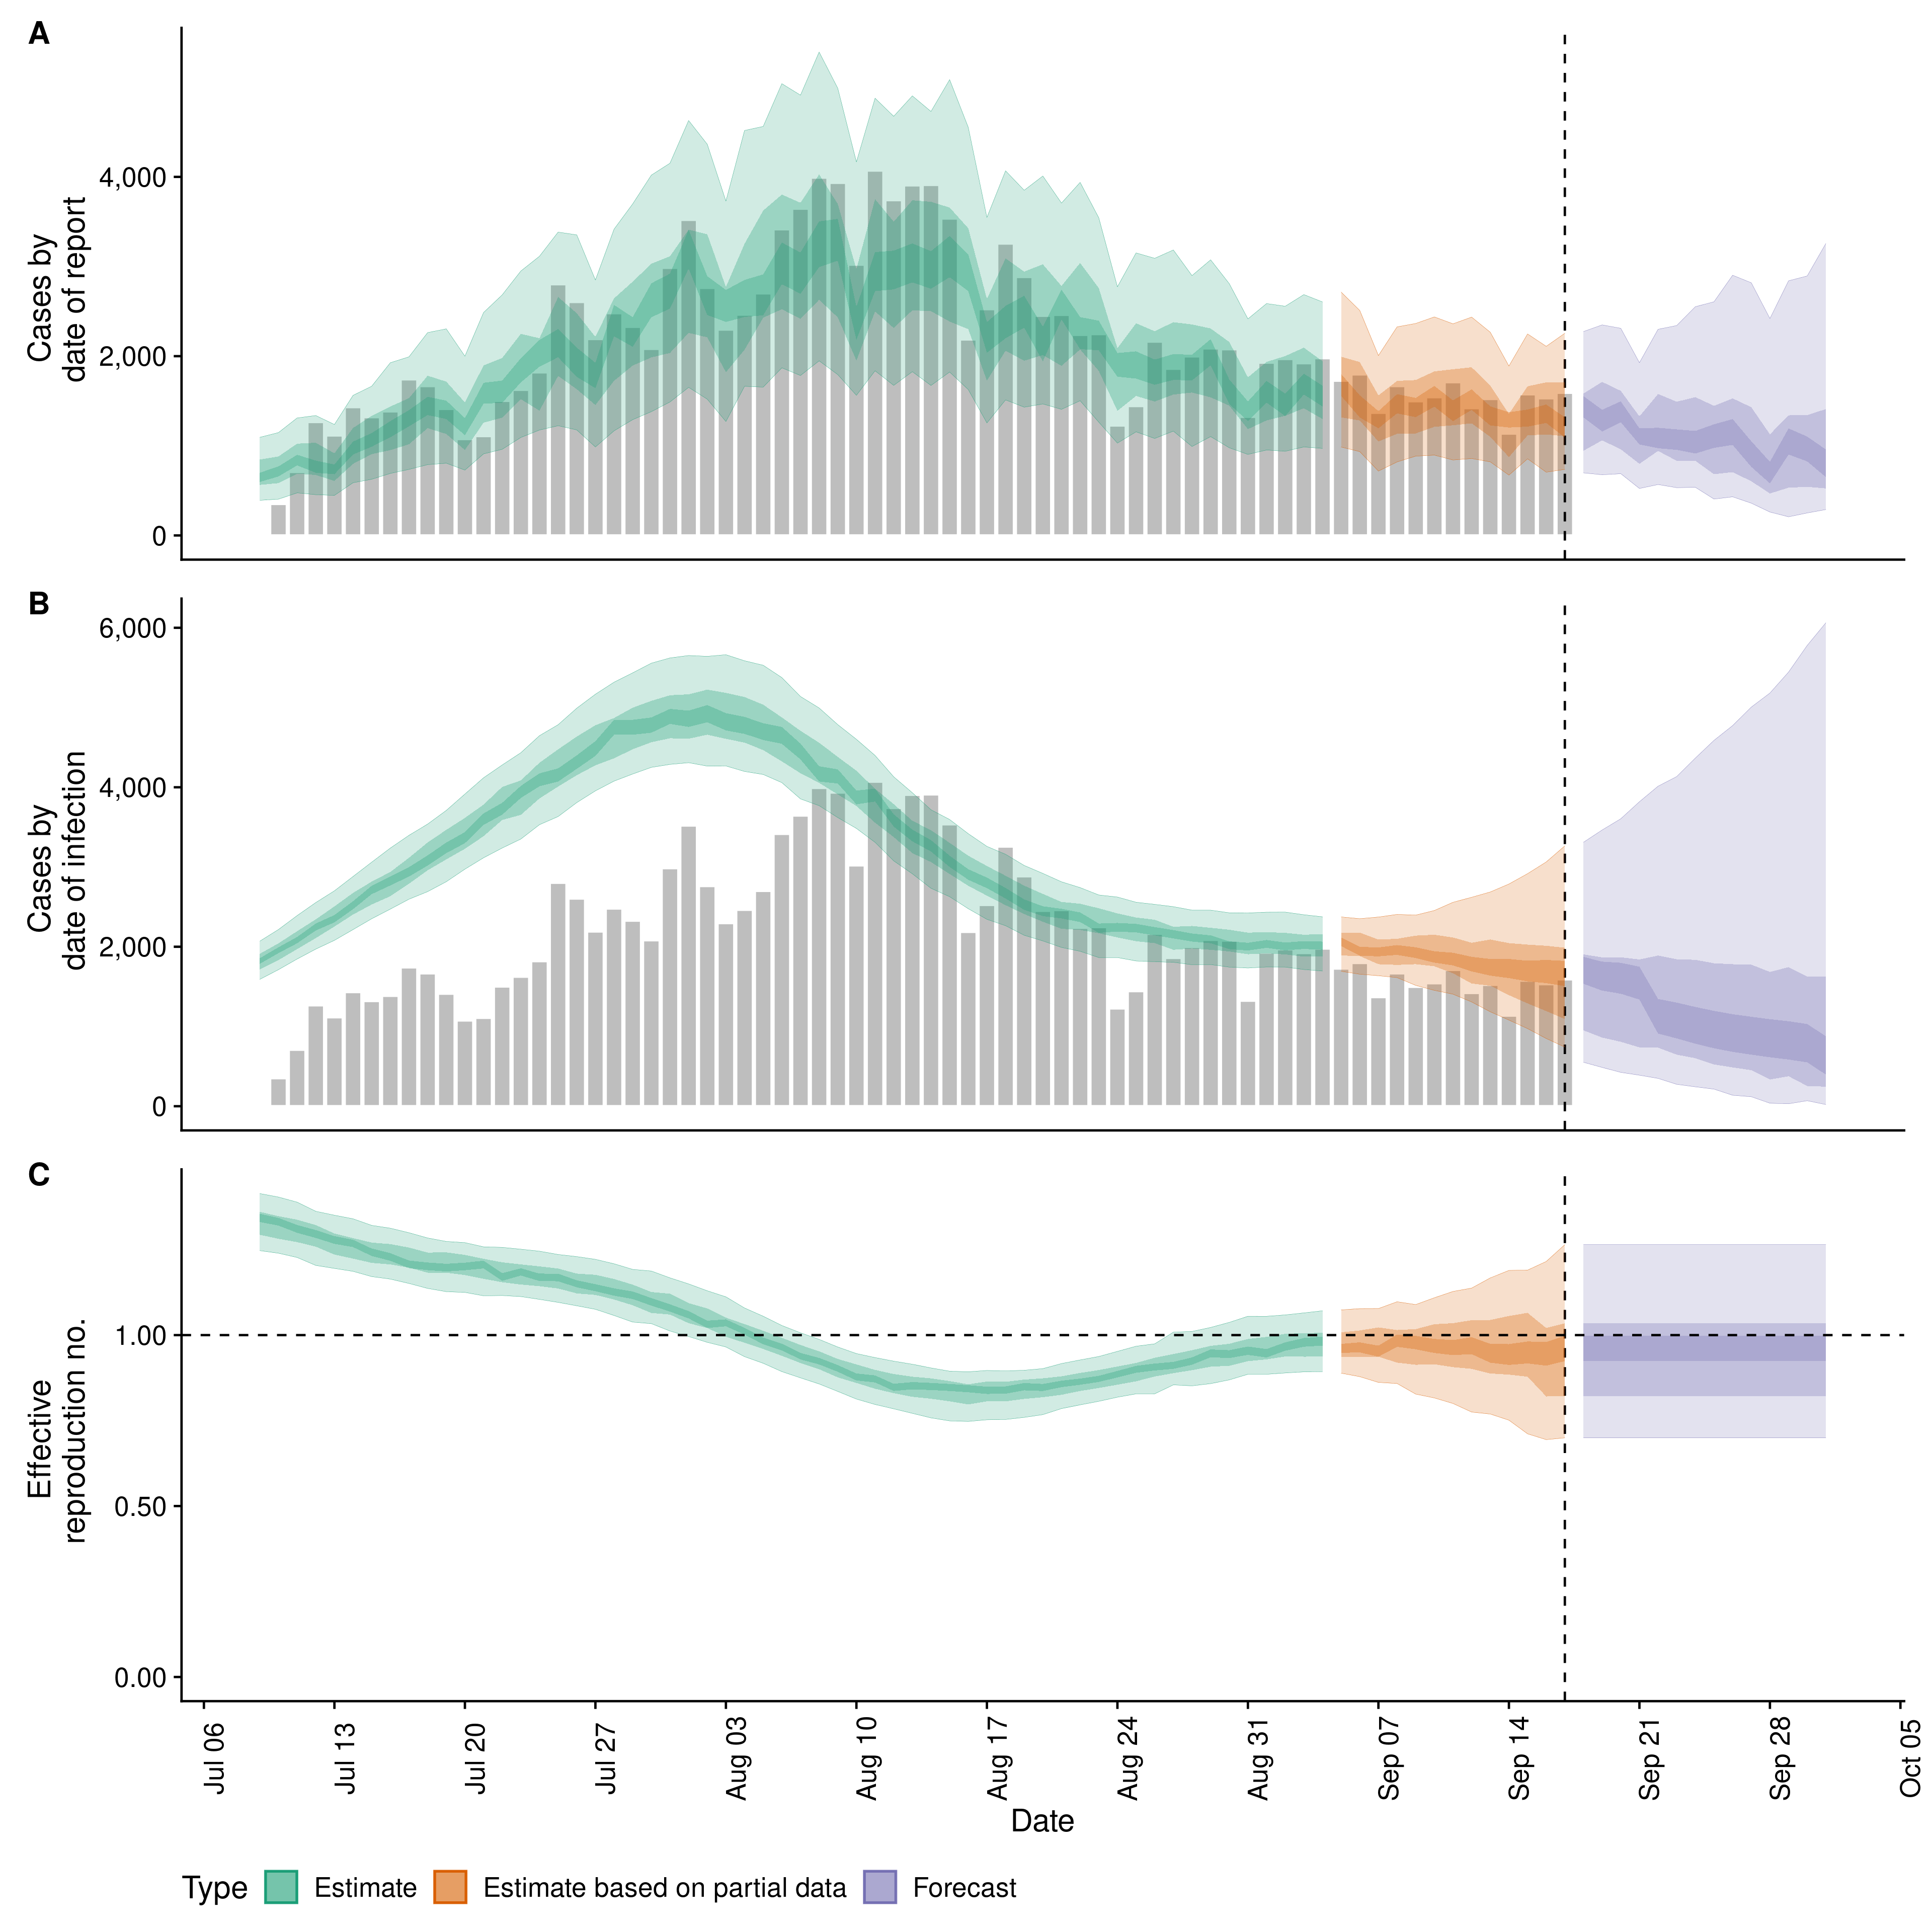 A
Cases by
date of report
4,000
2,000
0
B
Cases by
date of infection
6,000
4,000
2,000
0
C
Effective
reproduction no.
1.00
0.50
0.00
Jul 06
Jul 13
Jul 20
Jul 27
Aug 03
Aug 10
Aug 17
Aug 24
Aug 31
Sep 07
Sep 14
Sep 21
Sep 28
Oct 05
Date
Type Estimate Estimate based on partial data Forecast